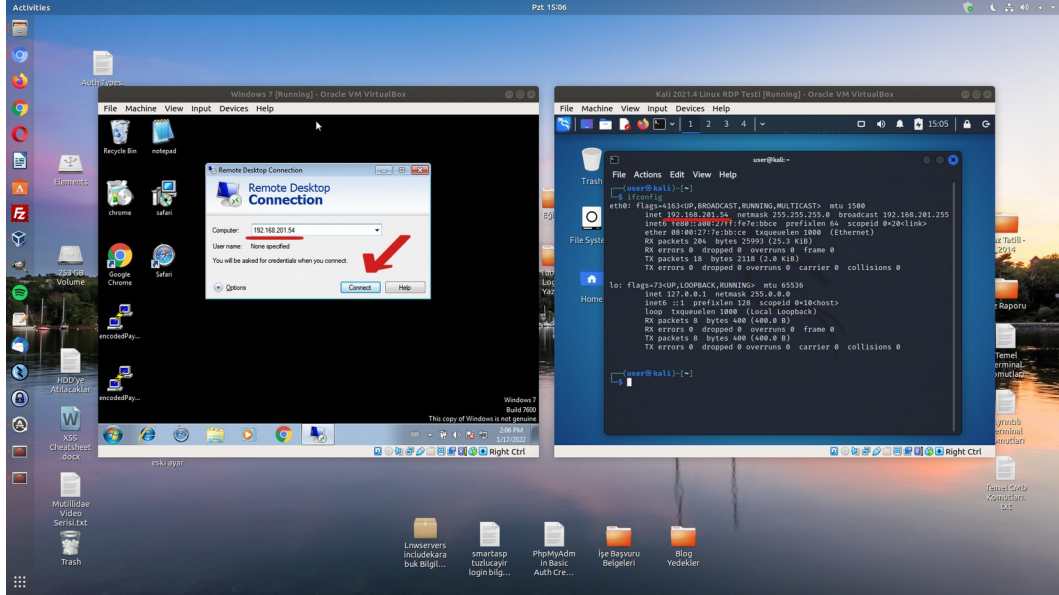 Activities
Pzt 15:06
Auth Types
Elements
253 GB
Volume
HDD'ye
Atılacaklar
XSS
Cheatsheet
.docx
Mutillidae
Video
Serisi.txt
Trash
eski ayar
Windows 7 [Running] - Oracle VM VirtualBox
File Machine View Input Devices Help
Recycle Bin
notepad
chrome
safari
Google
Chrome
Safari
encodedPay...
encodedPay...
Remote Desktop Connection
Remote Desktop
Connection
Computer: 192.168.201.54
User name: None specified
You will be asked for credentials when you connect.
Options
Connect
Help
Windows 7
Build 7600
This copy of Windows is not genuine
2:06 PM
1/17/2022
Right Ctrl
Kali 2021.4 Linux RDP Testi [Running] - Oracle VM VirtualBox
File Machine View Input Devices Help
1 2 3 4
15:05
Trash
File Syste
Home
user@kali: ~
File Actions Edit View Help
(user㉿kali)-[~]
$ ifconfig
eth0: flags=4163<UP,BROADCAST,RUNNING,MULTICAST> mtu 1500
inet 192.168.201.54 netmask 255.255.255.0 broadcast 192.168.201.255
inet6 fe80::a00:27ff:fe7e:bbce prefixlen 64 scopeid 0×20<link>
ether 08:00:27:7e:bb:ce txqueuelen 1000 (Ethernet)
RX packets 204 bytes 25993 (25.3 KiB)
RX errors 0 dropped 0 overruns 0 frame 0
TX packets 18 bytes 2118 (2.0 KiB)
TX errors 0 dropped 0 overruns 0 carrier 0 collisions 0
lo: flags=73<UP,LOOPBACK,RUNNING> mtu 65536
inet 127.0.0.1 netmask 255.0.0.0
inet6 ::1 prefixlen 128 scopeid 0×10<host>
loop txqueuelen 1000 (Local Loopback)
RX packets 8 bytes 400 (400.0 B)
RX errors 0 dropped 0 overruns 0 frame 0
TX packets 8 bytes 400 (400.0 B)
TX errors 0 dropped 0 overruns 0 carrier 0 collisions 0
(user㉿kali)-[~]
$
Right Ctrl
uz Tatili -
2014
z Raporu
Temel
Temel CMD
Komutları.
txt
Lnwservers
includekara
buk Bilgil...
smartasp
tuzlucayir
login bilg...
PhpMyAdm
in Basic
Auth Cre...
İşe Başvuru
Belgeleri
Blog
Yedekler